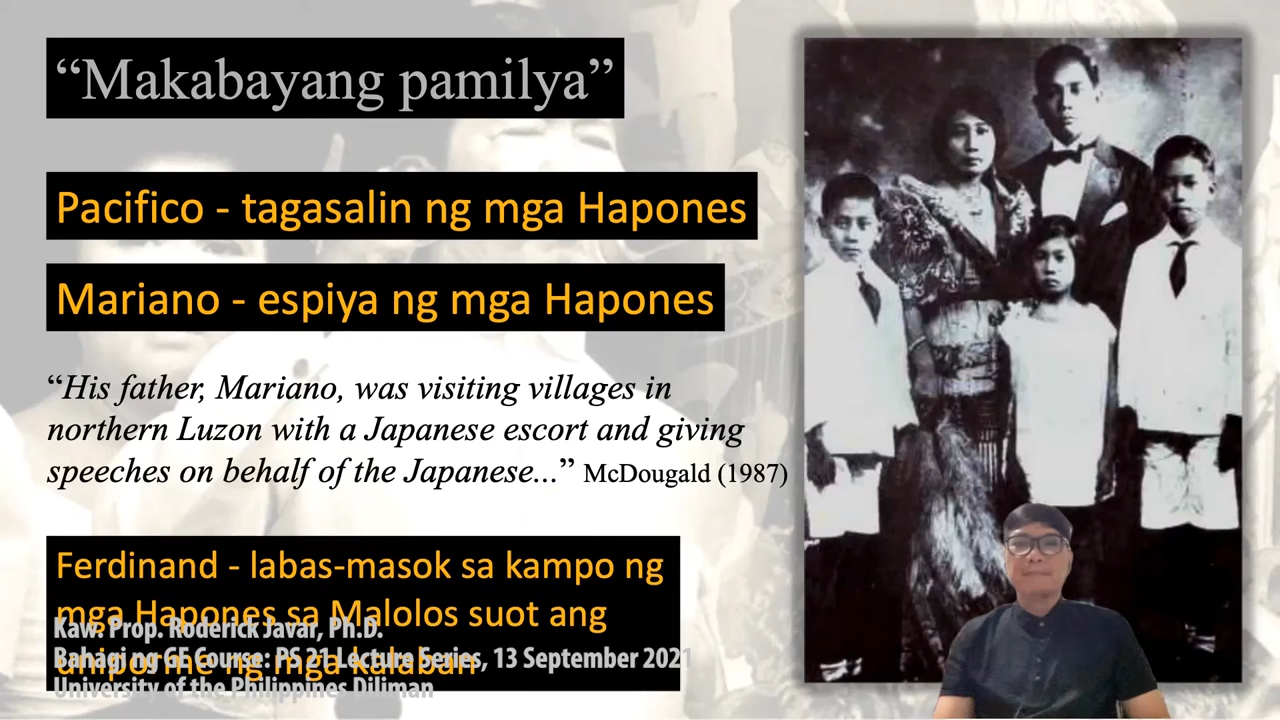 “Makabayang pamilya”
Pacifico - tagasalin ng mga Hapones
Mariano - espiya ng mga Hapones
“His father, Mariano, was visiting villages in
northern Luzon with a Japanese escort and giving
speeches on behalf of the Japanese...” McDougald (1987)
Ferdinand - labas-masok sa kampo ng
mga Hapones sa Malolos suot ang
uniporme ng mga kalaban
Kaw. Prop. Roderick Javar, Ph.D.
Bahagi ng GE Course: PS 21 Lecture Series, 13 September 2021
University of the Philippines Diliman